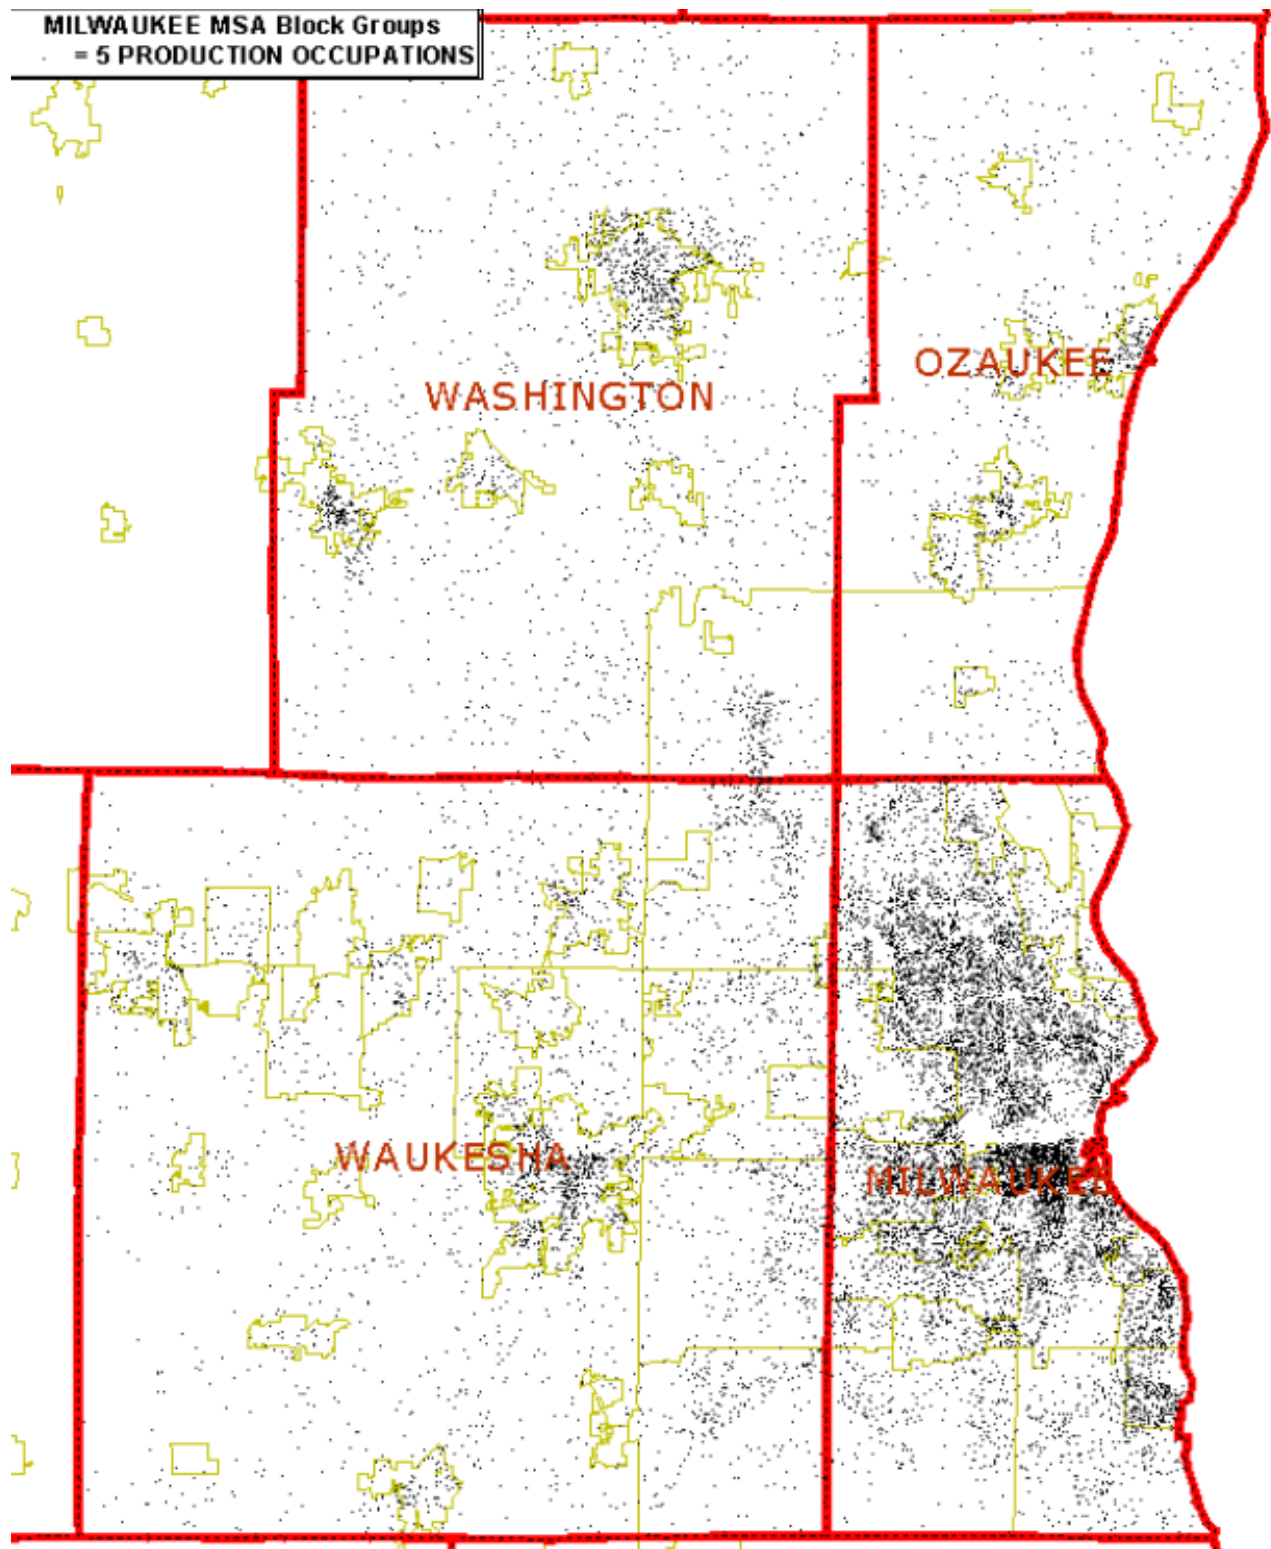 MILWAUKEE MSA Block Groups
. = 5 PRODUCTION OCCUPATIONS
OZAUKEE
WASHINGTON
WAUKESHA
MILWAUKEE